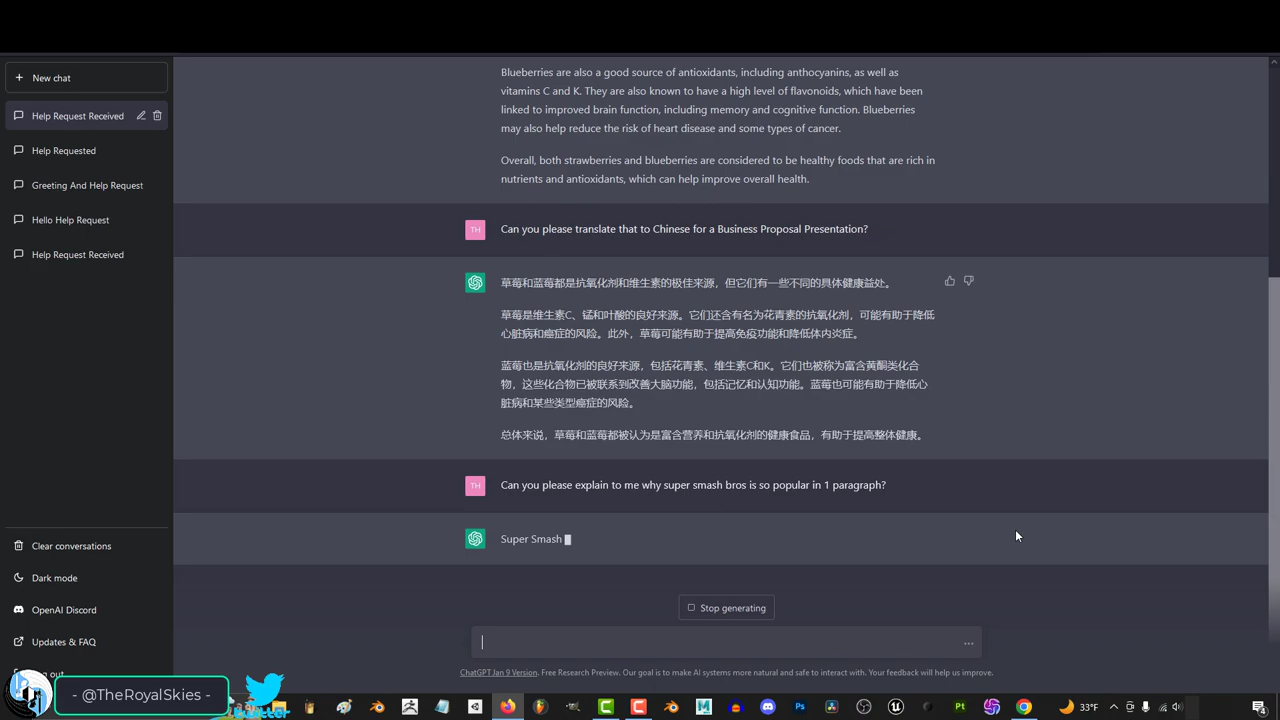 New chat
Help Request Received
Help Requested
Greeting And Help Request
Hello Help Request
Help Request Received
Blueberries are also a good source of antioxidants, including anthocyanins, as well as
vitamins C and K. They are also known to have a high level of flavonoids, which have been
linked to improved brain function, including memory and cognitive function. Blueberries
may also help reduce the risk of heart disease and some types of cancer.
Overall, both strawberries and blueberries are considered to be healthy foods that are rich in
nutrients and antioxidants, which can help improve overall health.
TH Can you please translate that to Chinese for a Business Proposal Presentation?
草莓和蓝莓都是抗氧化剂和维生素的极佳来源，但它们有一些不同的具体健康益处。
草莓是维生素C、锰和叶酸的良好来源。它们还含有名为花青素的抗氧化剂，可能有助于降低
心脏病和癌症的风险。此外，草莓可能有助于提高免疫功能和降低体内炎症。
蓝莓也是抗氧化剂的良好来源，包括花青素、维生素C和K。它们也被称为富含黄酮类化合
物，这些化合物已被联系到改善大脑功能，包括记忆和认知功能。蓝莓也可能有助于降低心
脏病和某些类型癌症的风险。
总体来说，草莓和蓝莓都被认为是富含营养和抗氧化剂的健康食品，有助于提高整体健康。
TH Can you please explain to me why super smash bros is so popular in 1 paragraph?
Super Smash
Stop generating
ChatGPT Jan 9 Version. Free Research Preview. Our goal is to make AI systems more natural and safe to interact with. Your feedback will help us improve.
Clear conversations
Dark mode
OpenAI Discord
Updates & FAQ
out
- @TheRoyalSkies -
twitter
Ps
Pt
33°F